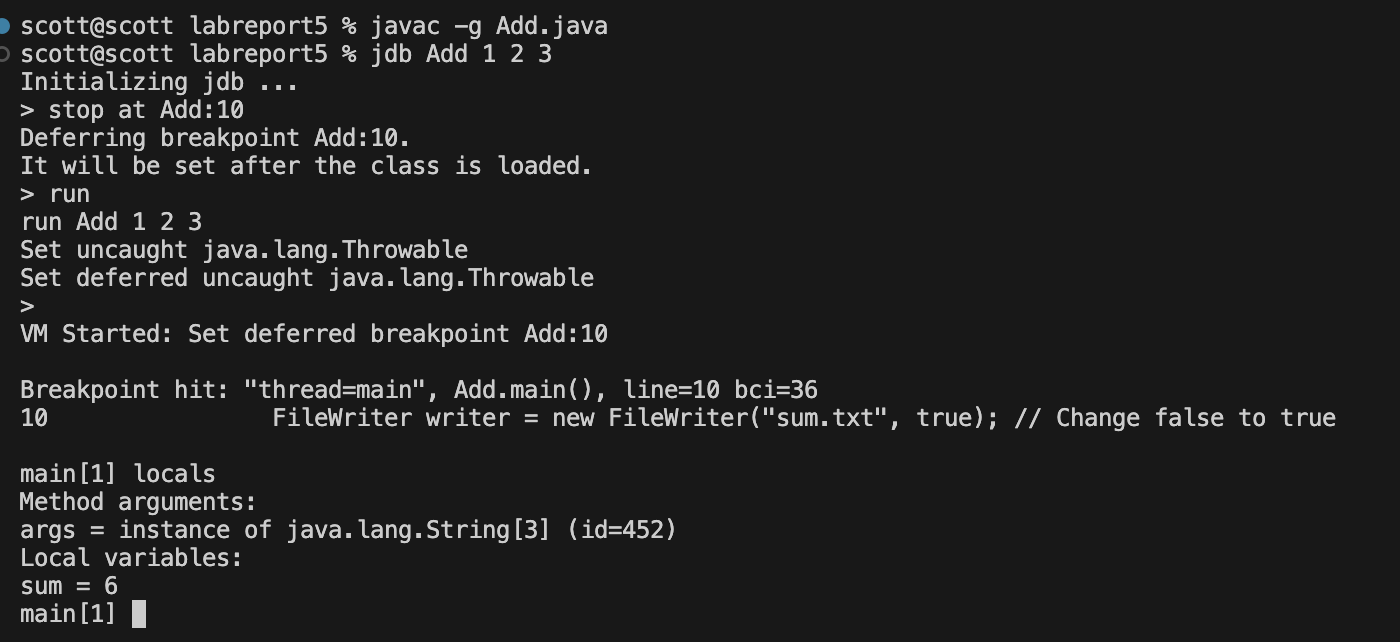 scott@scott labreport5 % javac -g Add.java
scott@scott labreport5 % jdb Add 1 2 3
Initializing jdb ...
> stop at Add:10
Deferring breakpoint Add:10.
It will be set after the class is loaded.
> run
run Add 1 2 3
Set uncaught java.lang.Throwable
Set deferred uncaught java.lang.Throwable
>
VM Started: Set deferred breakpoint Add:10
Breakpoint hit: "thread=main", Add.main(), line=10 bci=36
10                FileWriter writer = new FileWriter("sum.txt", true); // Change false to true
main[1] locals
Method arguments:
args = instance of java.lang.String[3] (id=452)
Local variables:
sum = 6
main[1]